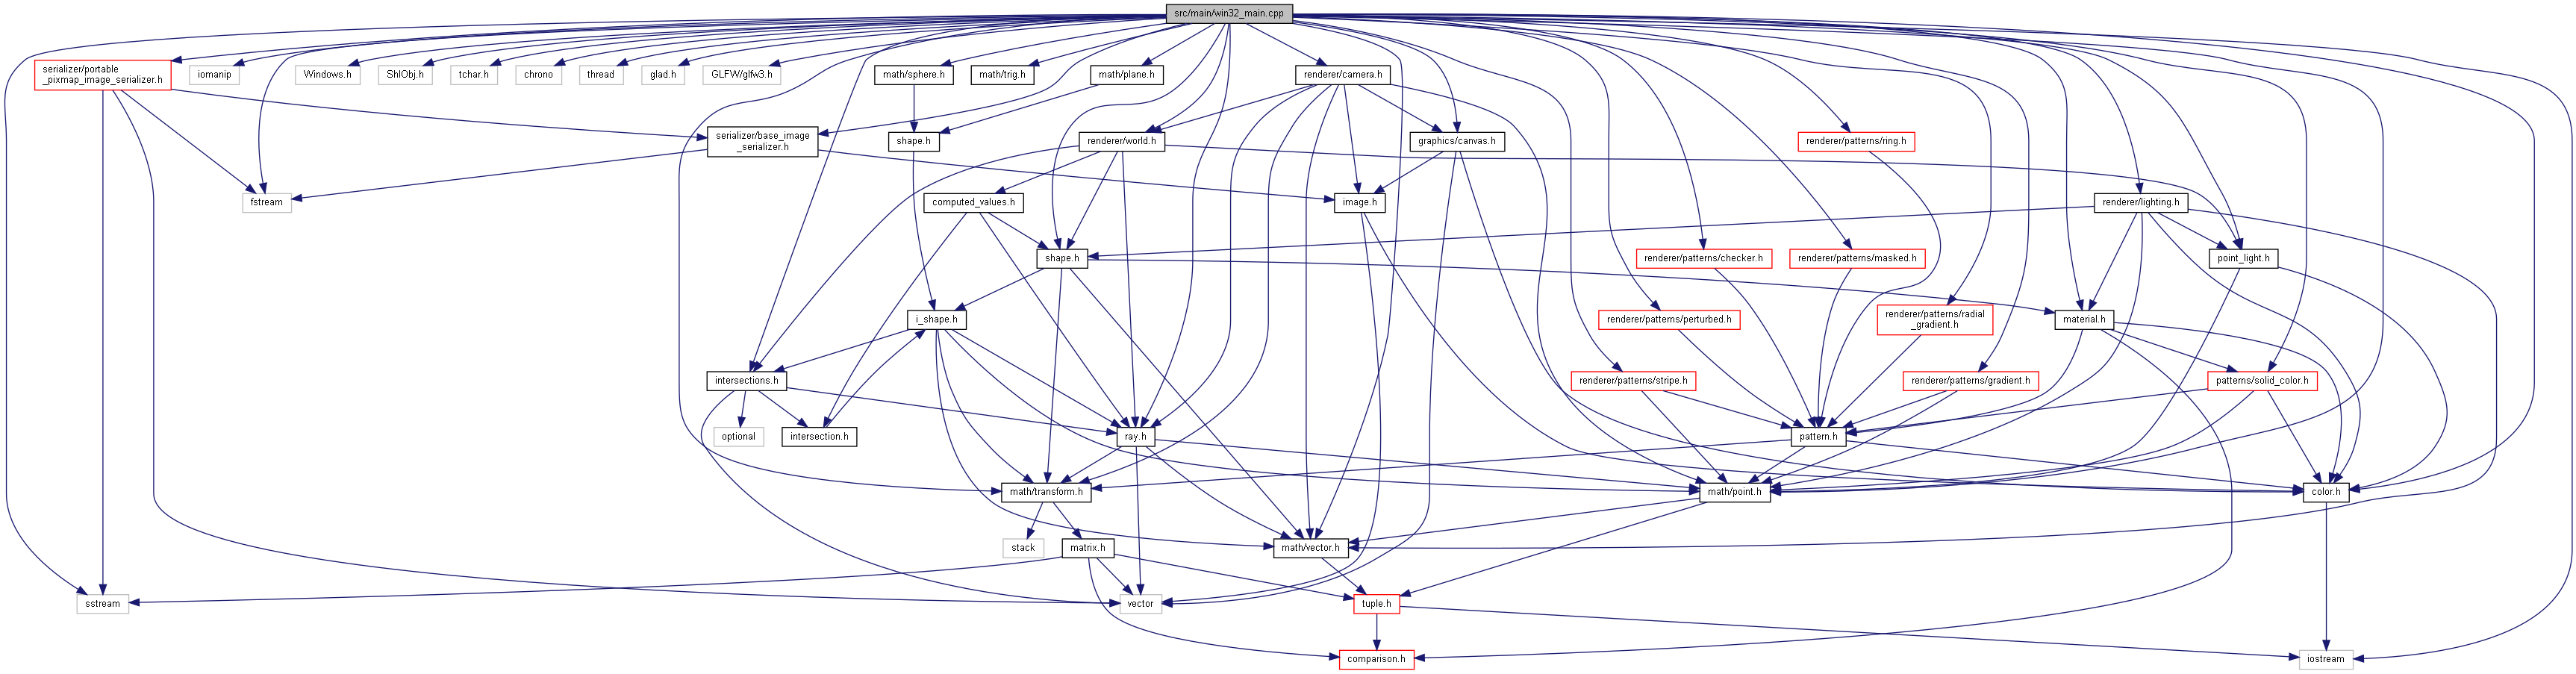 src/main/win32_main.cpp
serializer/portable
_pixmap_image_serializer.h
iomanip
Windows.h
ShlObj.h
tchar.h
chrono
thread
glad.h
GLFW/glfw3.h
math/sphere.h
math/trig.h
math/plane.h
renderer/camera.h
serializer/base_image
_serializer.h
shape.h
renderer/world.h
graphics/canvas.h
renderer/patterns/ring.h
fstream
computed_values.h
image.h
renderer/lighting.h
shape.h
renderer/patterns/checker.h
renderer/patterns/masked.h
point_light.h
i_shape.h
renderer/patterns/perturbed.h
renderer/patterns/radial
_gradient.h
material.h
intersections.h
renderer/patterns/stripe.h
renderer/patterns/gradient.h
patterns/solid_color.h
optional
intersection.h
ray.h
pattern.h
math/transform.h
math/point.h
color.h
stack
matrix.h
math/vector.h
sstream
vector
tuple.h
comparison.h
iostream